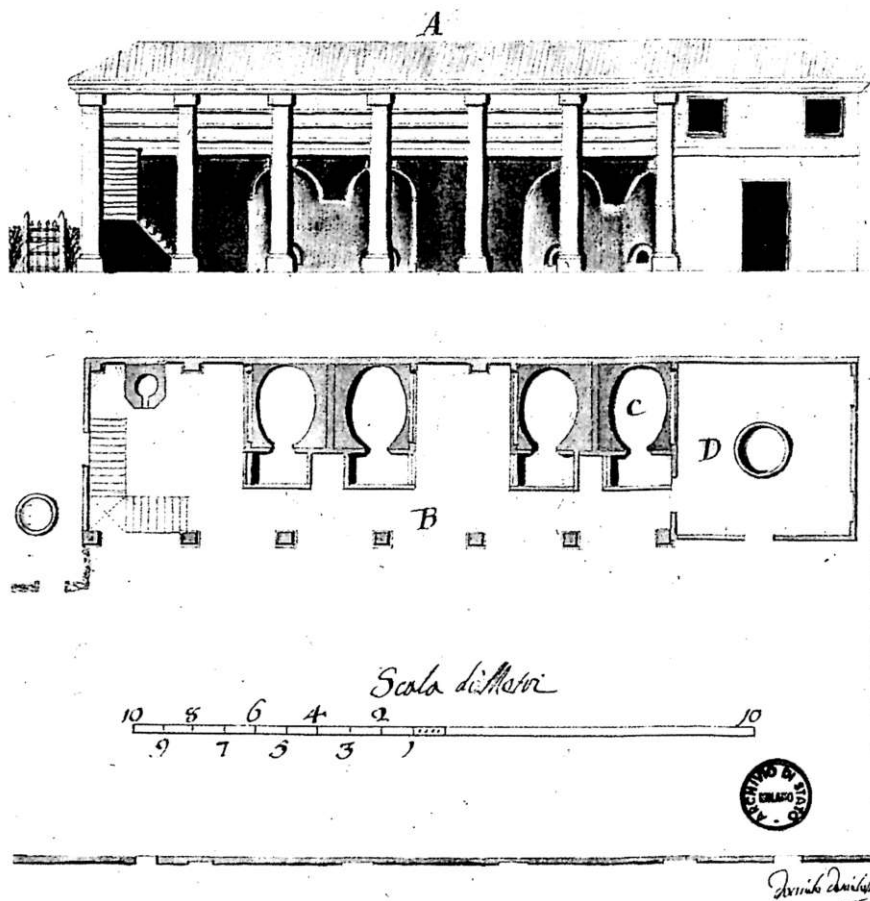 A
C
D
B
Scala di Metri
10 8 6 4 2 10
9 7 5 3 1
ARCHIVIO DI STATO
MILANO